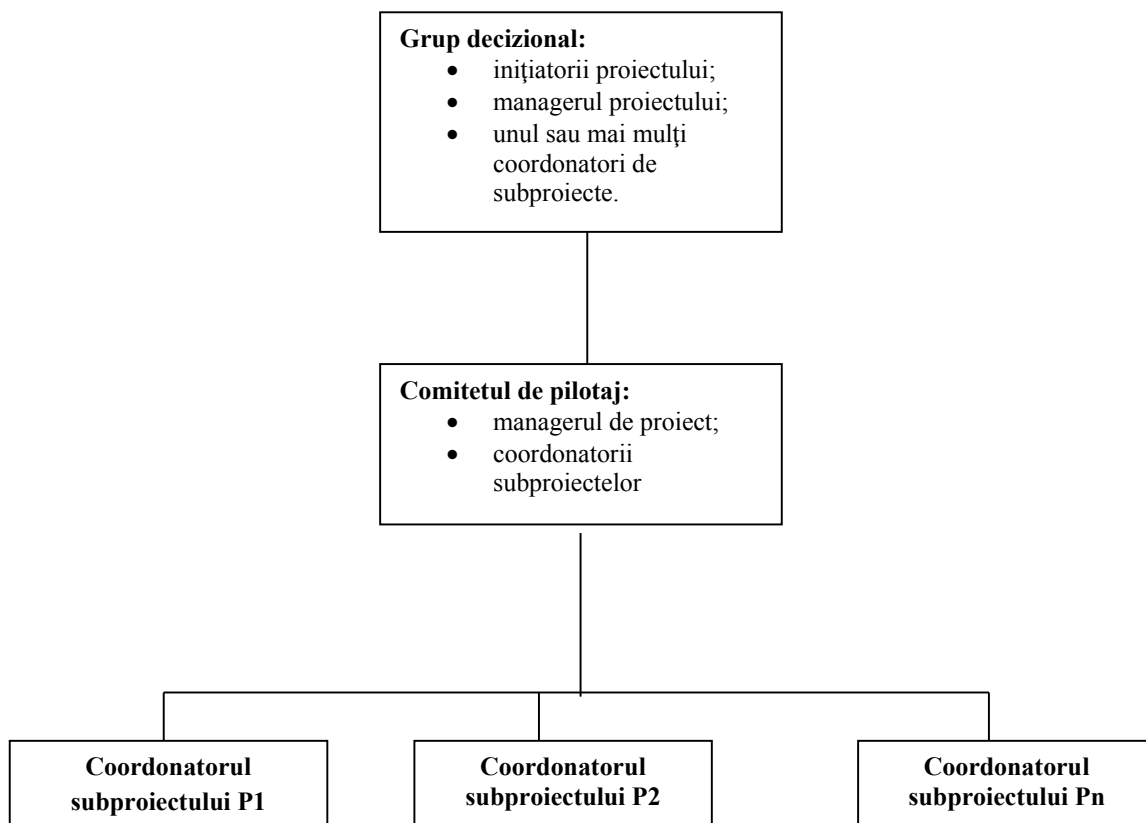 Grup decizional:
• iniţiatorii proiectului;
• managerul proiectului;
• unul sau mai mulţi
coordonatori de
subproiecte.
Comitetul de pilotaj:
• managerul de proiect;
• coordonatorii
subproiectelor
Coordonatorul
subproiectului P1
Coordonatorul
subproiectului P2
Coordonatorul
subproiectului Pn